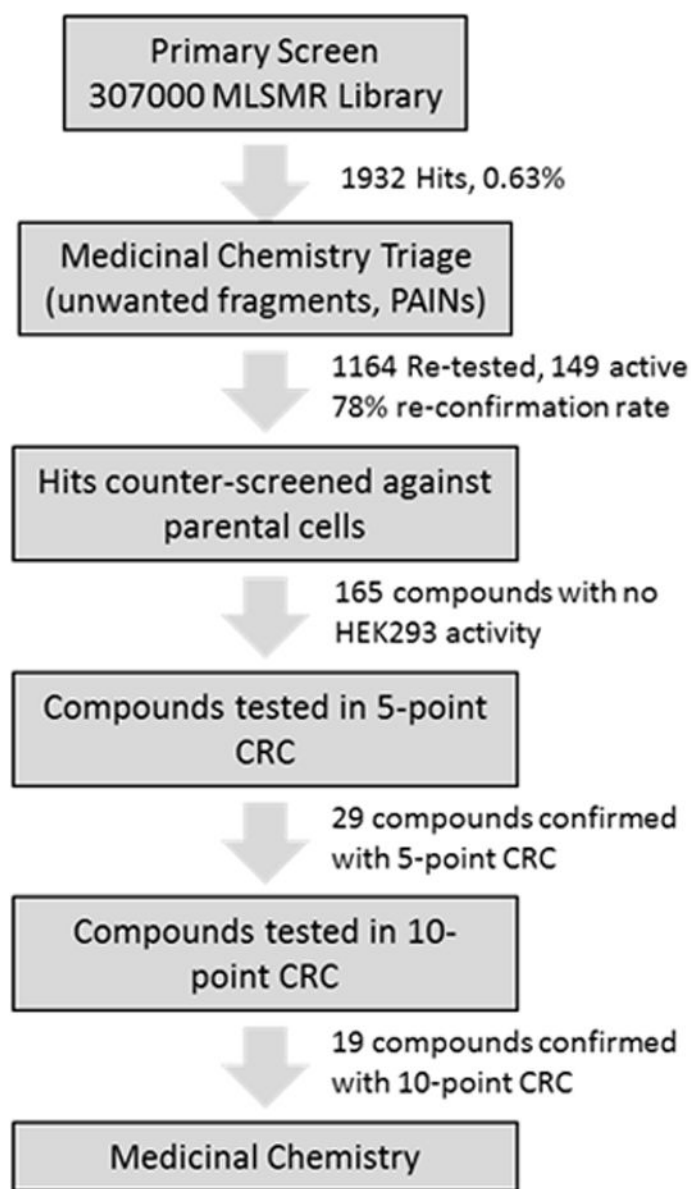 Primary Screen
307000 MLSMR Library
1932 Hits, 0.63%
Medicinal Chemistry Triage
(unwanted fragments, PAINs)
1164 Re-tested, 149 active
78% re-confirmation rate
Hits counter-screened against
parental cells
165 compounds with no
HEK293 activity
Compounds tested in 5-point
CRC
29 compounds confirmed
with 5-point CRC
Compounds tested in 10-
point CRC
19 compounds confirmed
with 10-point CRC
Medicinal Chemistry